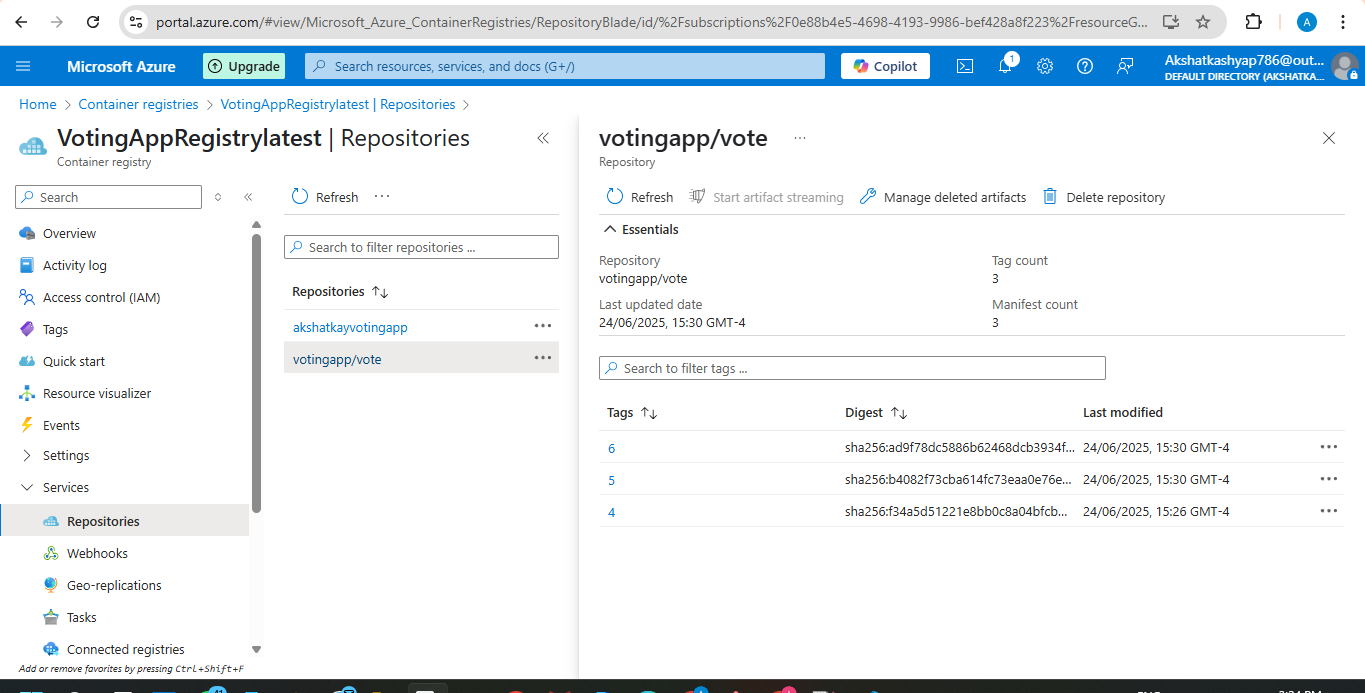 portal.azure.com/#view/Microsoft_Azure_ContainerRegistries/RepositoryBlade/id/%2Fsubscriptions%2F0e88b4e5-4698-4193-9986-bef428a8f223%2FresourceG...
A
Microsoft Azure
Upgrade
Search resources, services, and docs (G+/)
Copilot
1
Akshatkashyap786@out...
DEFAULT DIRECTORY (AKSHATKA...
Home > Container registries > VotingAppRegistrylatest | Repositories >
VotingAppRegistrylatest | Repositories
Container registry
Search
Overview
Activity log
Access control (IAM)
Tags
Quick start
Resource visualizer
Events
Settings
Services
Repositories
Webhooks
Geo-replications
Tasks
Connected registries
Add or remove favorites by pressing Ctrl+Shift+F
Refresh
Search to filter repositories ...
Repositories
akshatkayvotingapp
votingapp/vote
votingapp/vote
Repository
Refresh Start artifact streaming Manage deleted artifacts Delete repository
Essentials
Repository Tag count
votingapp/vote 3
Last updated date Manifest count
24/06/2025, 15:30 GMT-4 3
Search to filter tags ...
Tags Digest Last modified
6 sha256:ad9f78dc5886b62468dcb3934f... 24/06/2025, 15:30 GMT-4
5 sha256:b4082f73cba614fc73eaa0e76e... 24/06/2025, 15:30 GMT-4
4 sha256:f34a5d51221e8bb0c8a04bfcb... 24/06/2025, 15:26 GMT-4